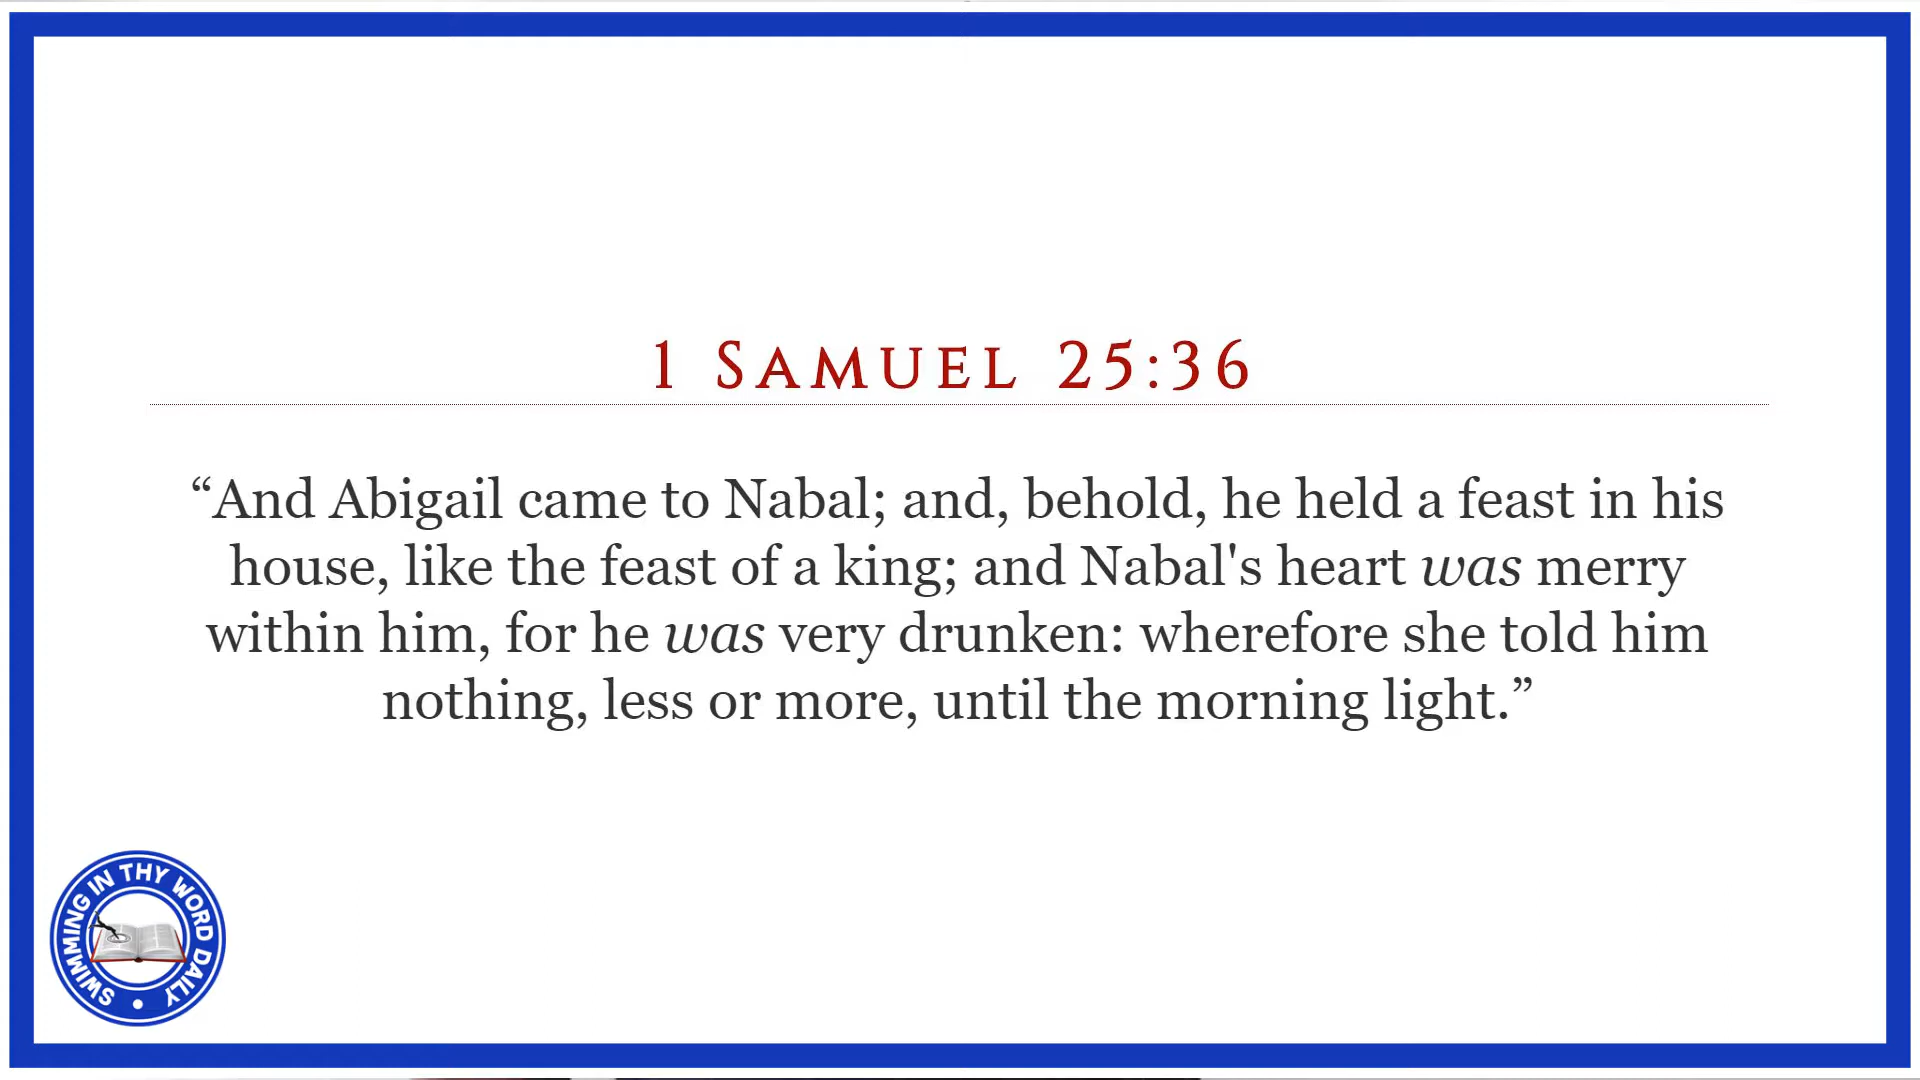 1 SAMUEL 25:36
“And Abigail came to Nabal; and, behold, he held a feast in his
house, like the feast of a king; and Nabal's heart was merry
within him, for he was very drunken: wherefore she told him
nothing, less or more, until the morning light.”
SWIMMING IN THY WORD DAILY